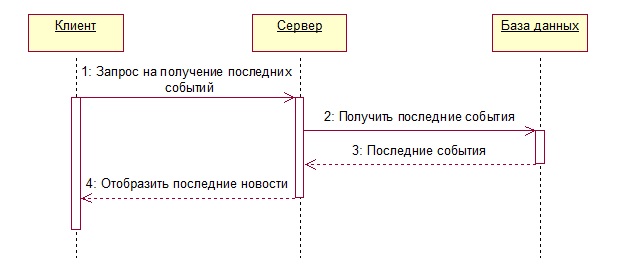 Клиент
Сервер
База данных
1: Запрос на получение последних
событий
2: Получить последние события
3: Последние события
4: Отобразить последние новости